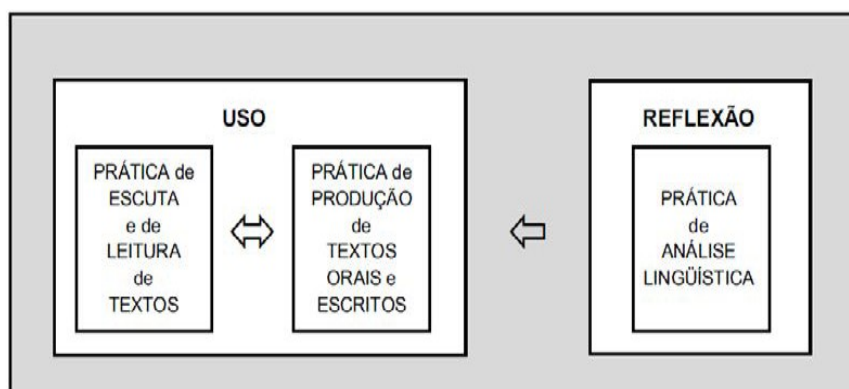 USO
PRÁTICA de
ESCUTA
e de
LEITURA
de
TEXTOS
PRÁTICA de
PRODUÇÃO
de
TEXTOS
ORAIS e
ESCRITOS
REFLEXÃO
PRÁTICA
de
ANÁLISE
LINGÜÍSTICA